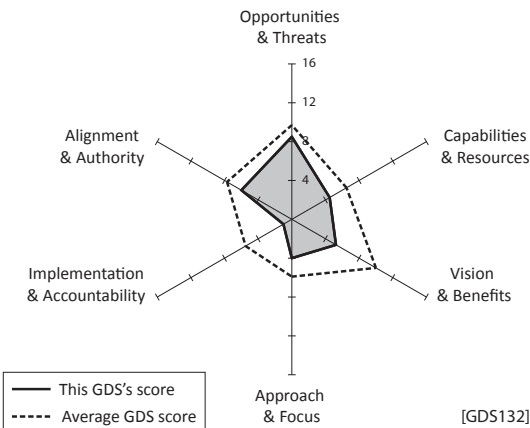 Opportunities
& Threats
16
12
8
4
Alignment
& Authority
Capabilities
& Resources
Implementation
& Accountability
Vision
& Benefits
Approach
& Focus
This GDS's score
Average GDS score
[GDS132]